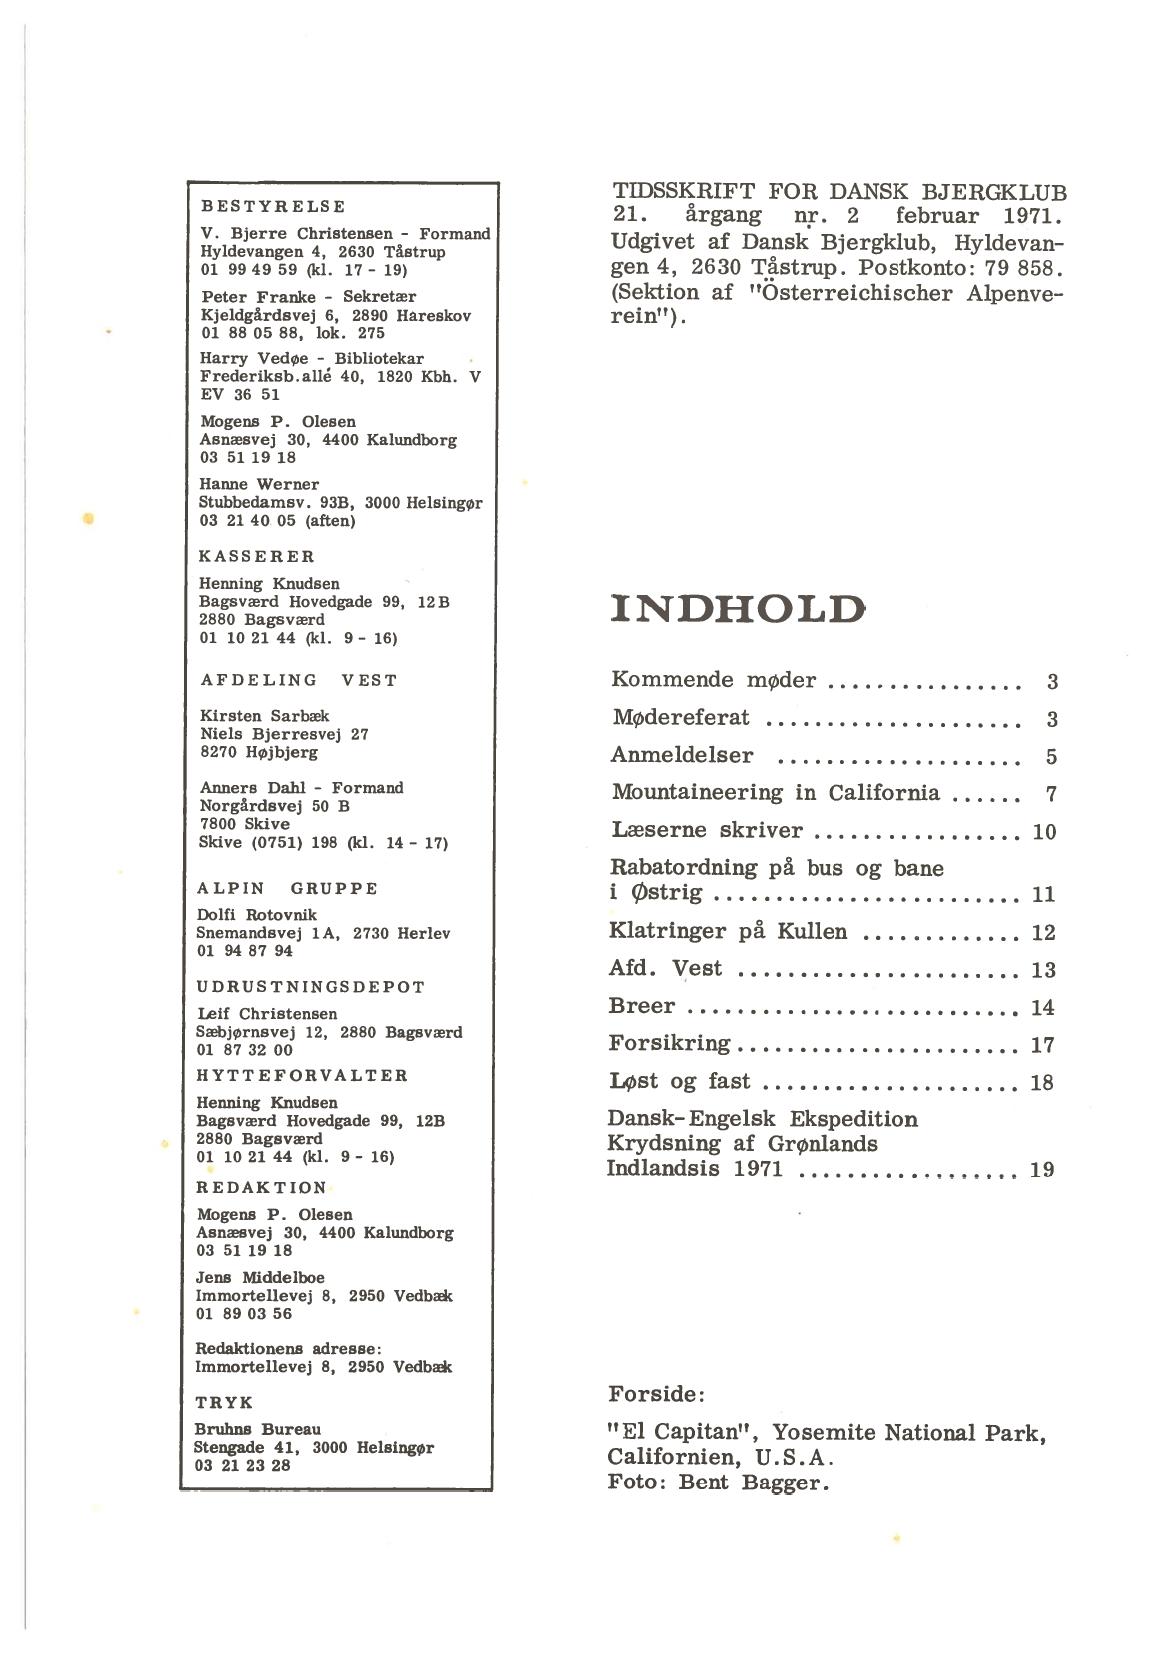 BESTYRELSE
V. Bjerre Christensen - Formand
Hyldevangen 4, 2630 Tåstrup
01 99 49 59 (kl. 17 - 19)
Peter Franke - Sekretær
Kjeldgårdsvej 6, 2890 Hareskov
01 88 05 88, lok. 275
Harry Vedøe - Bibliotekar
Frederiksb.allé 40, 1820 Kbh. V
EV 36 51
Mogens P. Olesen
Asnæsvej 30, 4400 Kalundborg
03 51 19 18
Hanne Werner
Stubbedamsv. 93B, 3000 Helsingør
03 21 40 05 (aften)
KASSERER
Henning Knudsen
Bagsværd Hovedgade 99, 12B
2880 Bagsværd
01 10 21 44 (kl. 9 - 16)
AFDELING VEST
Kirsten Sarbæk
Niels Bjerresvej 27
8270 Højbjerg
Anners Dahl - Formand
Norgårdsvej 50 B
7800 Skive
Skive (0751) 198 (kl. 14 - 17)
ALPIN GRUPPE
Dolfi Rotovnik
Snemandsvej 1A, 2730 Herlev
01 94 87 94
UDRUSTNINGSDEPOT
Leif Christensen
Sæbjørnsvej 12, 2880 Bagsværd
01 87 32 00
HYTTEFORVALTER
Henning Knudsen
Bagsværd Hovedgade 99, 12B
2880 Bagsværd
01 10 21 44 (kl. 9 - 16)
REDAKTION
Mogens P. Olesen
Asnæsvej 30, 4400 Kalundborg
03 51 19 18
Jens Middelboe
Immortellevej 8, 2950 Vedbæk
01 89 03 56
Redaktionens adresse:
Immortellevej 8, 2950 Vedbæk
TRYK
Bruhns Bureau
Stengade 41, 3000 Helsingør
03 21 23 28
TIDSSKRIFT FOR DANSK BJERGKLUB
21. årgang nr. 2 februar 1971.
Udgivet af Dansk Bjergklub, Hyldevan-
gen 4, 2630 Tåstrup. Postkonto: 79 858.
(Sektion af "Österreichischer Alpenve-
rein").
INDHOLD
Kommende møder ................ 3
Mødereferat ..................... 3
Anmeldelser .................... 5
Mountaineering in California ...... 7
Læserne skriver ................. 10
Rabatordning på bus og bane
i Østrig ......................... 11
Klatringer på Kullen ............. 12
Afd. Vest ....................... 13
Breer ........................... 14
Forsikring....................... 17
Løst og fast ..................... 18
Dansk-Engelsk Ekspedition
Krydsning af Grønlands
Indlandsis 1971 .................. 19
Forside:
"El Capitan", Yosemite National Park,
Californien, U.S.A.
Foto: Bent Bagger.